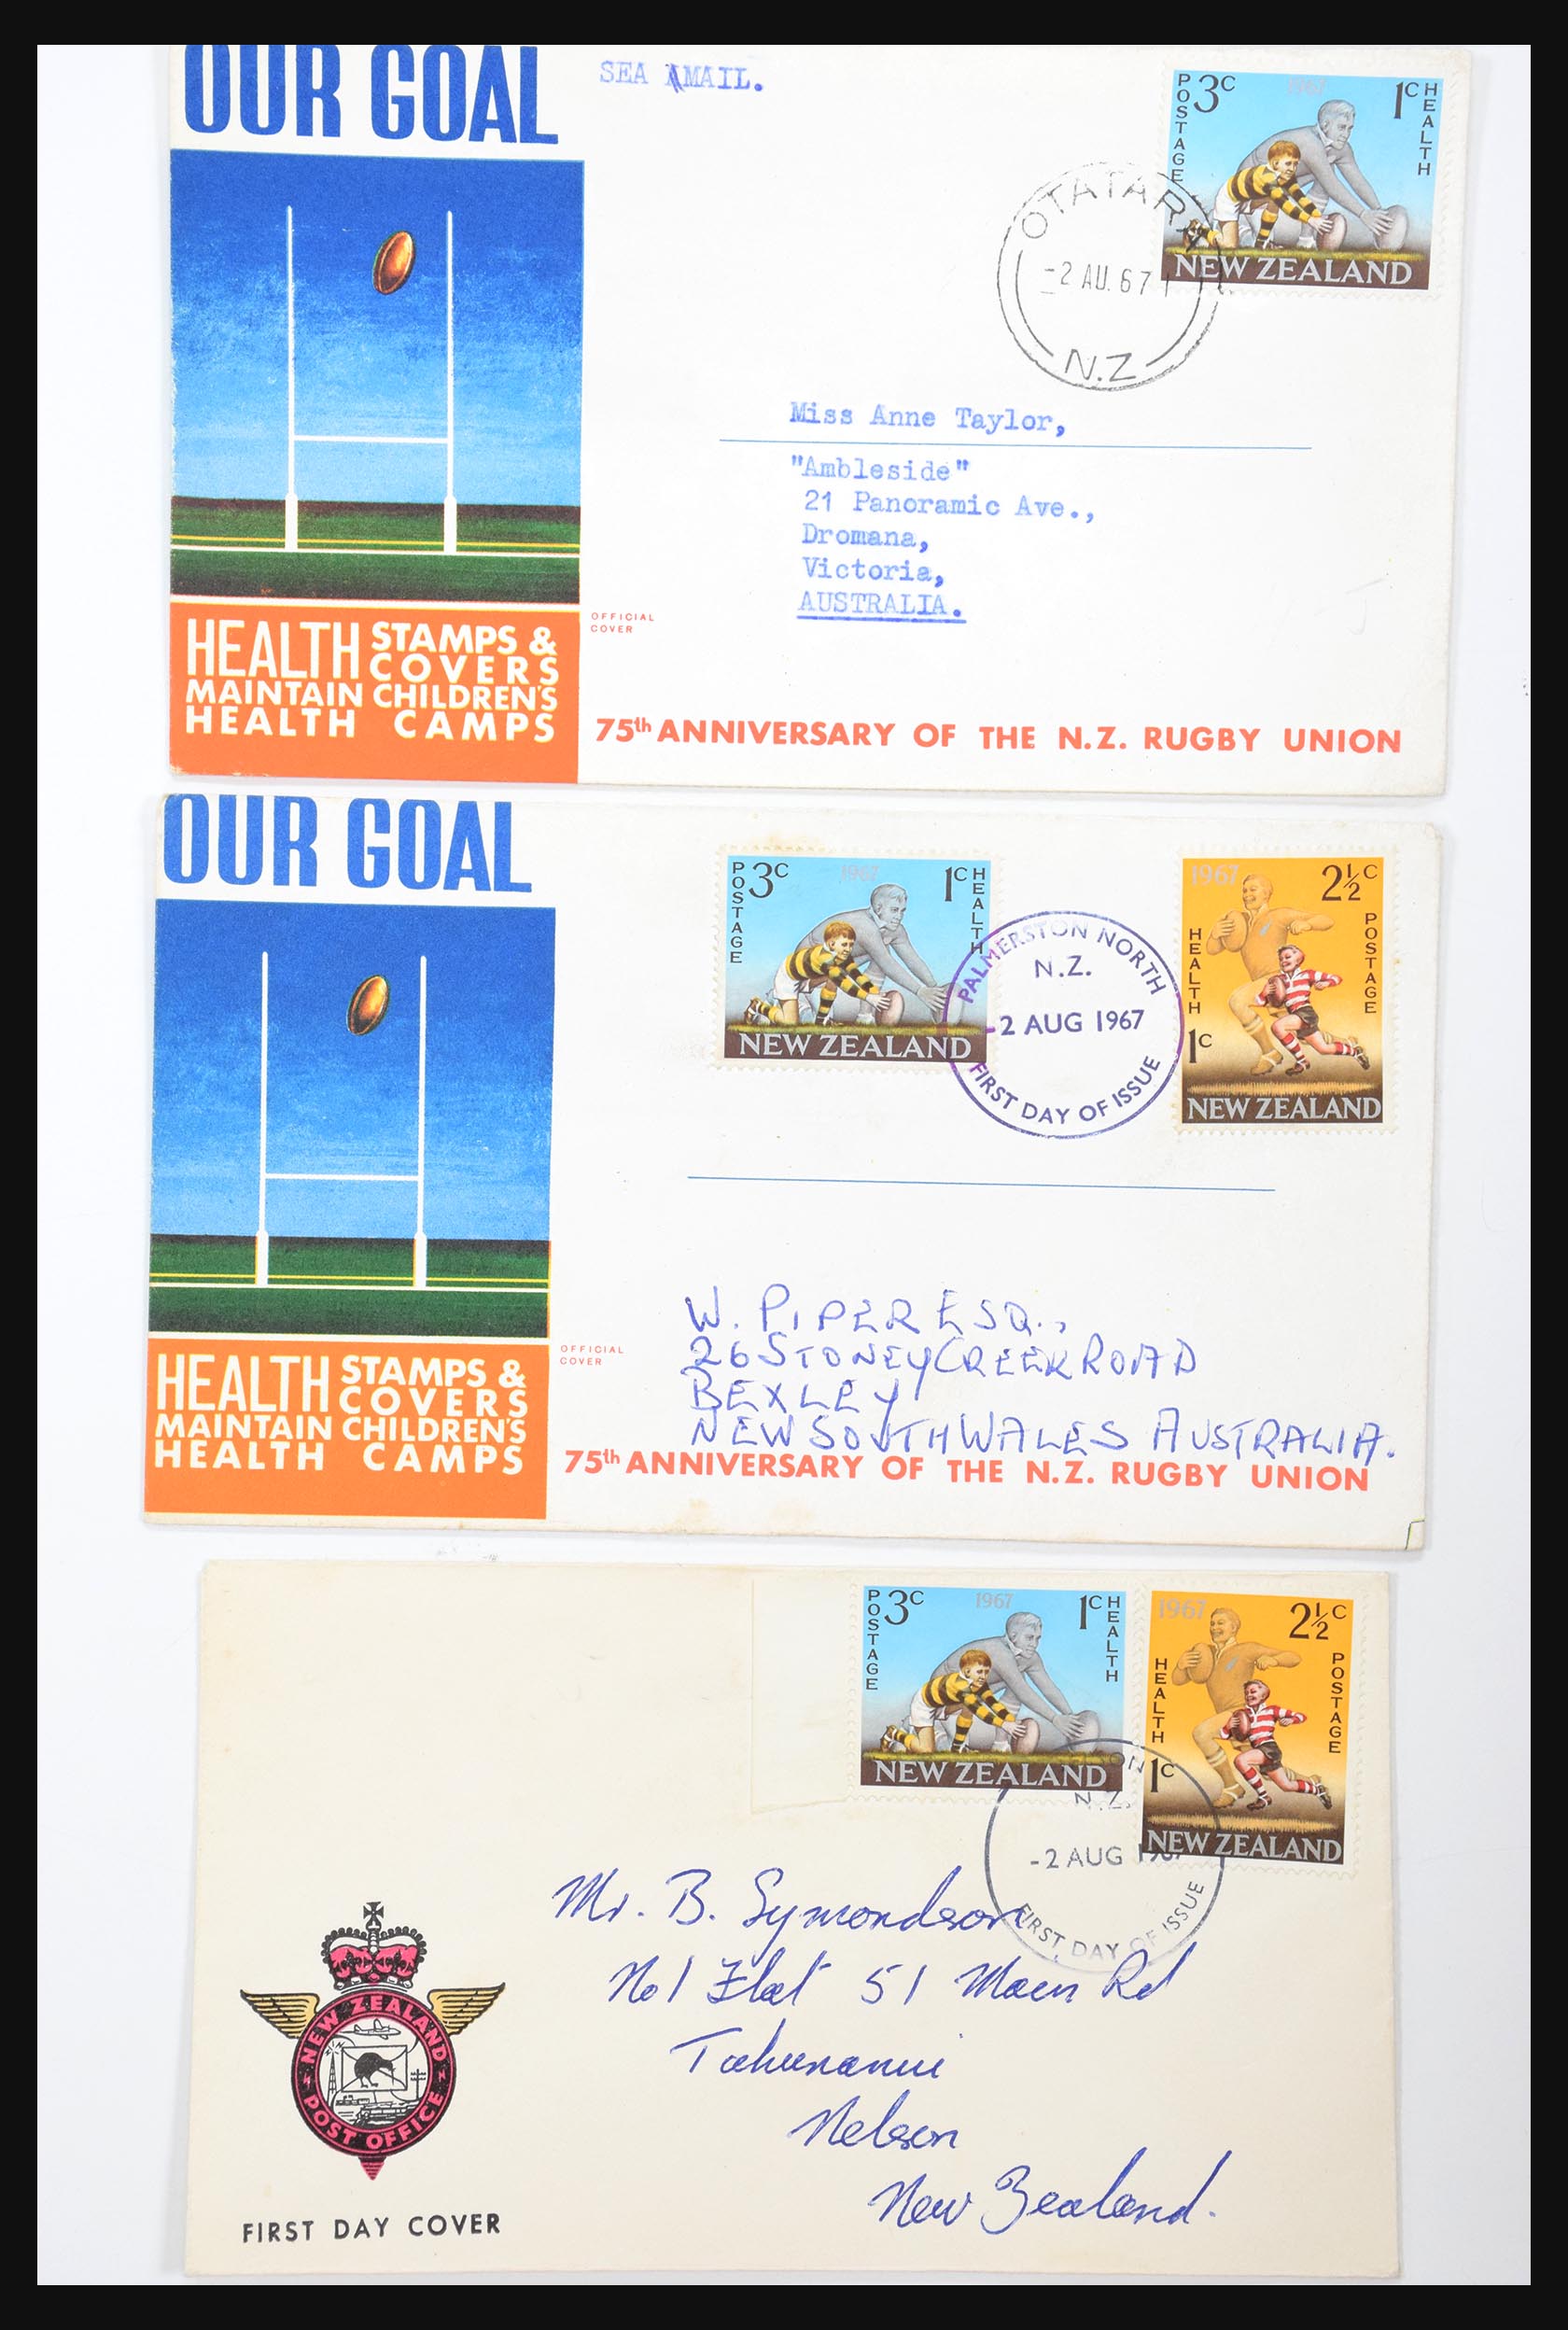 OUR GOAL
SEA MAIL.
POSTAGE 3c 1967 1c HEALTH
NEW ZEALAND
OTATARA
-2 AU. 67
N.Z
Miss Anne Taylor,
"Ambleside"
21 Panoramic Ave.,
Dromana,
Victoria,
AUSTRALIA.
OFFICIAL
COVER
HEALTH STAMPS &
COVERS
MAINTAIN CHILDREN'S
HEALTH CAMPS
75th ANNIVERSARY OF THE N.Z. RUGBY UNION
OUR GOAL
POSTAGE 3c 1967 1c HEALTH
NEW ZEALAND
PALMERSTON NORTH
N.Z.
-2 AUG 1967
FIRST DAY OF ISSUE
1967 2½c
HEALTH POSTAGE
1c
NEW ZEALAND
W. PIPER ESQ.,
26 STONEY CREEK ROAD
BEXLEY
NEW SOUTH WALES AUSTRALIA.
OFFICIAL
COVER
HEALTH STAMPS &
COVERS
MAINTAIN CHILDREN'S
HEALTH CAMPS
75th ANNIVERSARY OF THE N.Z. RUGBY UNION
POSTAGE 3c 1967 1c HEALTH
NEW ZEALAND
1967 2½c
HEALTH POSTAGE
1c
NEW ZEALAND
N.Z.
-2 AUG 1967
FIRST DAY OF ISSUE
Mr. B. Symondson
No 1 Flat 51 Maen Rd
Tahunanui
Nelson
New Zealand.
NEW ZEALAND
POST OFFICE
FIRST DAY COVER